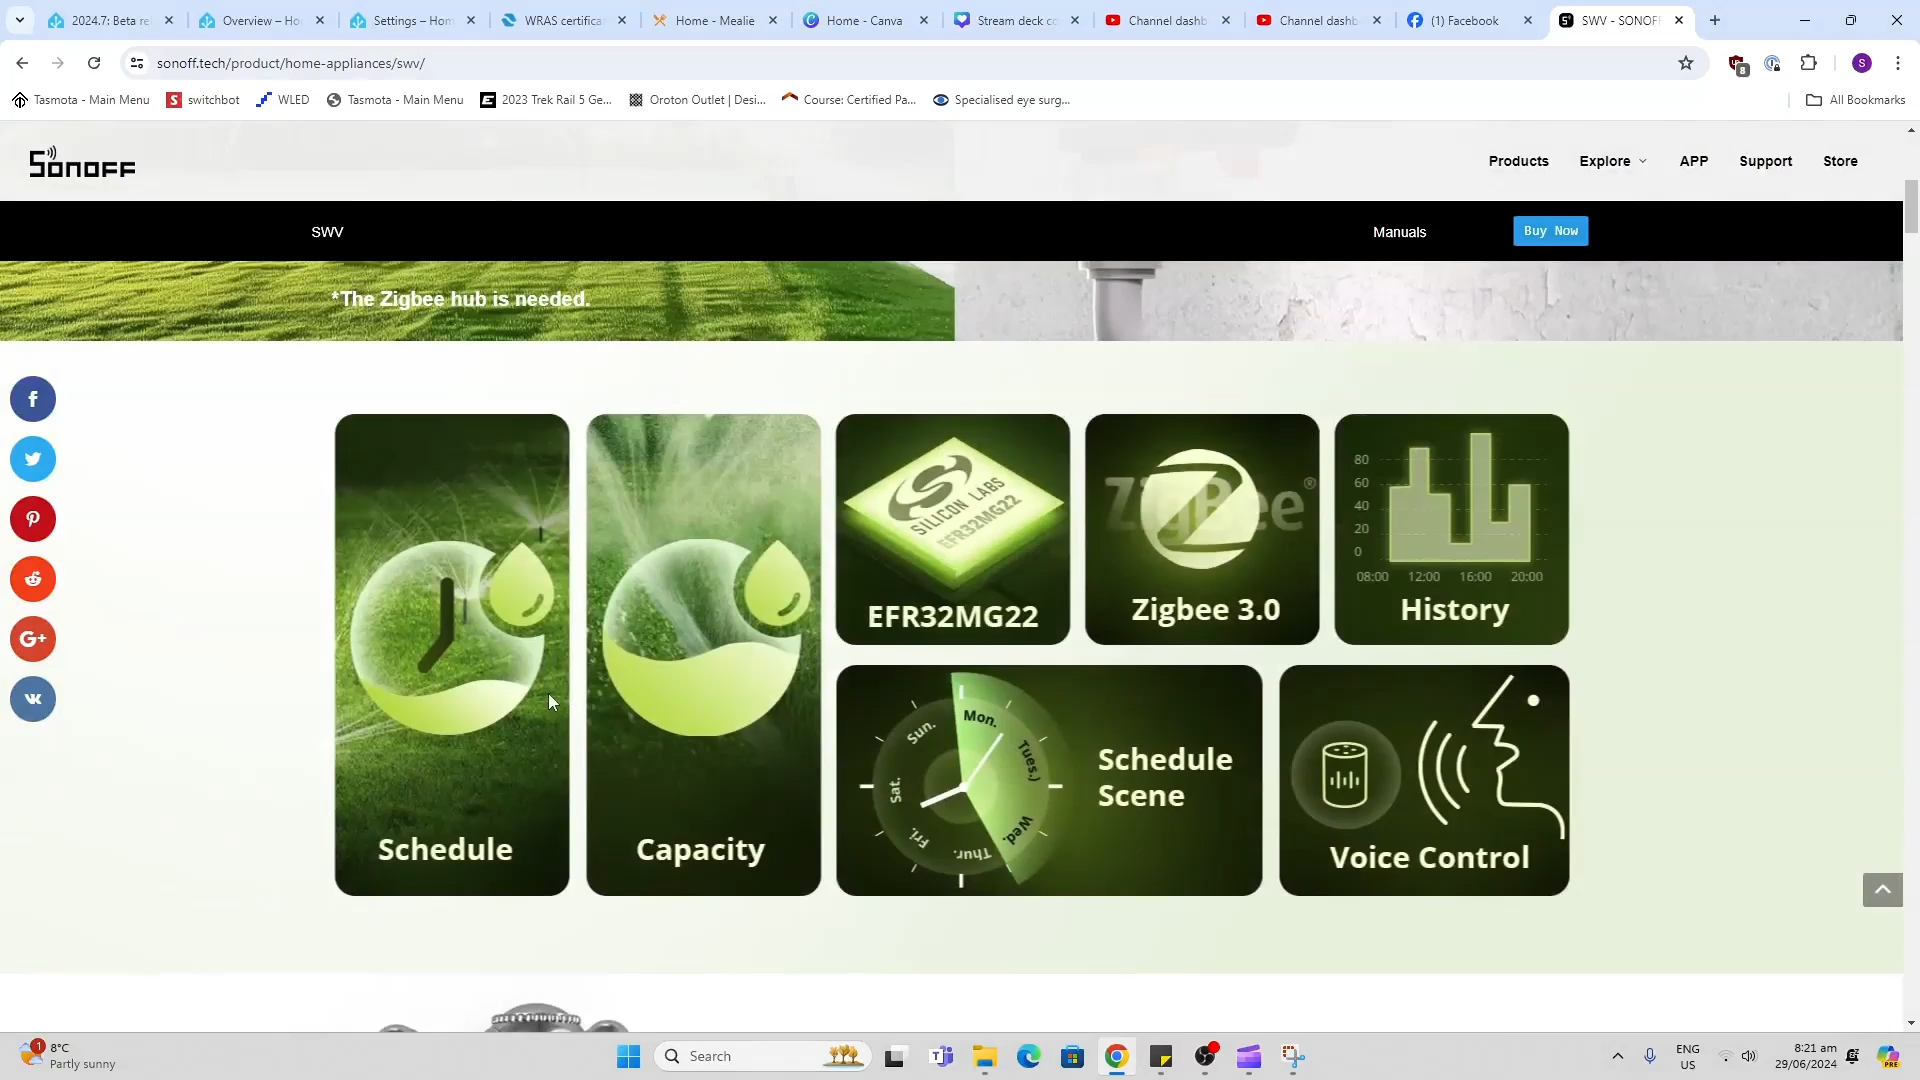 2024.7: Beta re
Overview – Ho
Settings – Hom
WRAS certifica
Home - Mealie
Home - Canva
Stream deck co
Channel dashb
Channel dashb
(1) Facebook
SWV - SONOFF
sonoff.tech/product/home-appliances/swv/
8
S
Tasmota - Main Menu
switchbot
WLED
Tasmota - Main Menu
2023 Trek Rail 5 Ge...
Oroton Outlet | Desi...
Course: Certified Pa...
Specialised eye surg...
All Bookmarks
SONOFF
Products
Explore
APP
Support
Store
SWV
Manuals
Buy Now
*The Zigbee hub is needed.
Schedule
Capacity
SILICON LABS
EFR32MG22
EFR32MG22
ZigBee®
Zigbee 3.0
80
60
40
20
0
08:00 12:00 16:00 20:00
History
Sun. Mon. Tues.) Wed. Thur. Fri. Sat.
Schedule
Scene
Voice Control
f
G+
1
8°C
Partly sunny
Search
ENG
US
8:21 am
29/06/2024
PRE